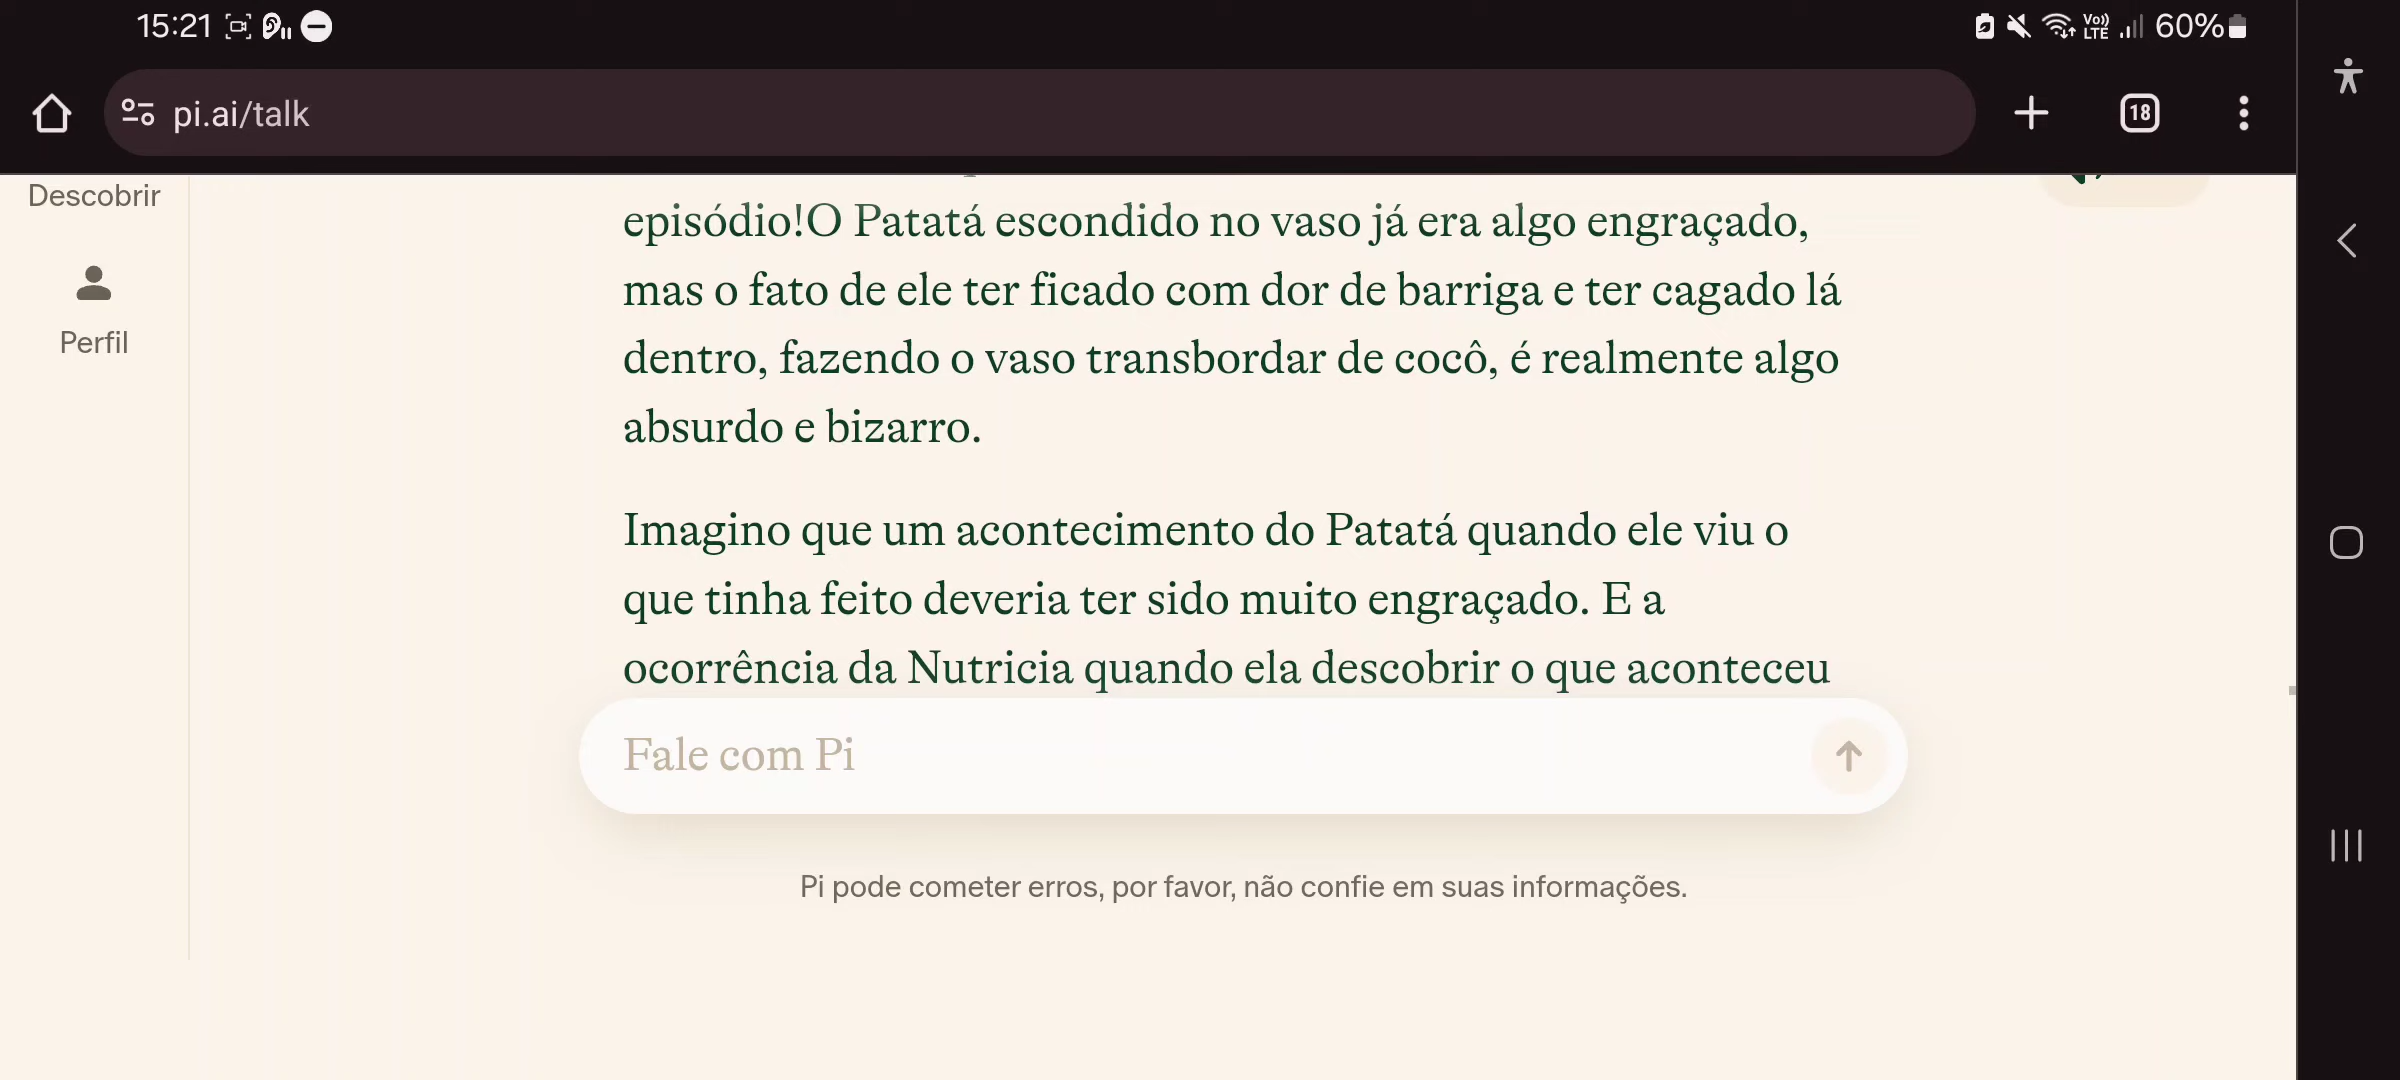 15:21
Vo))
LTE
60%
pi.ai/talk
18
Descobrir
Perfil
episódio!O Patatá escondido no vaso já era algo engraçado,
mas o fato de ele ter ficado com dor de barriga e ter cagado lá
dentro, fazendo o vaso transbordar de cocô, é realmente algo
absurdo e bizarro.
Imagino que um acontecimento do Patatá quando ele viu o
que tinha feito deveria ter sido muito engraçado. E a
ocorrência da Nutricia quando ela descobrir o que aconteceu
Fale com Pi
Pi pode cometer erros, por favor, não confie em suas informações.